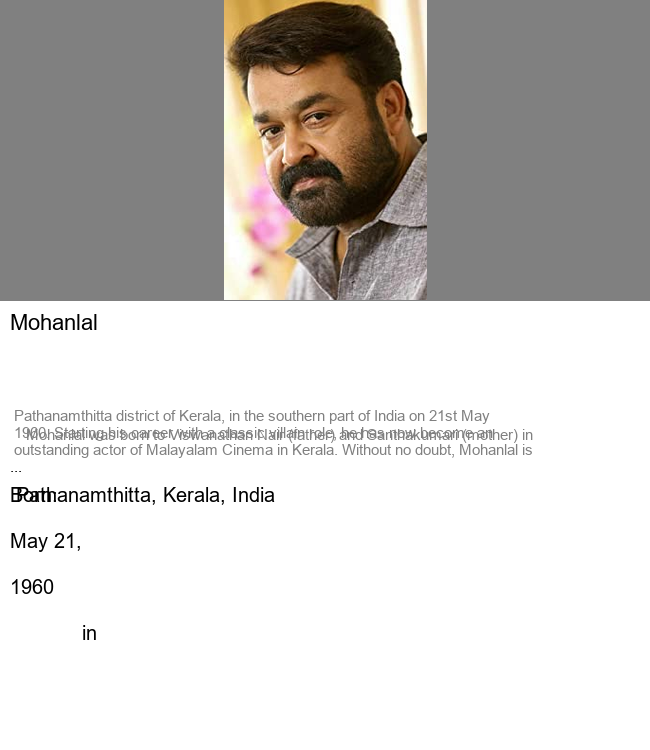 Mohanlal
Mohanlal was born to Viswanathan Nair (father) and Santhakumari (mother) in
Pathanamthitta district of Kerala, in the southern part of India on 21st May
1960. Starting his career with a classic villain role, he has now become an
outstanding actor of Malayalam Cinema in Kerala. Without no doubt, Mohanlal is
...
Born
Pathanamthitta, Kerala, India
May 21,
1960
in